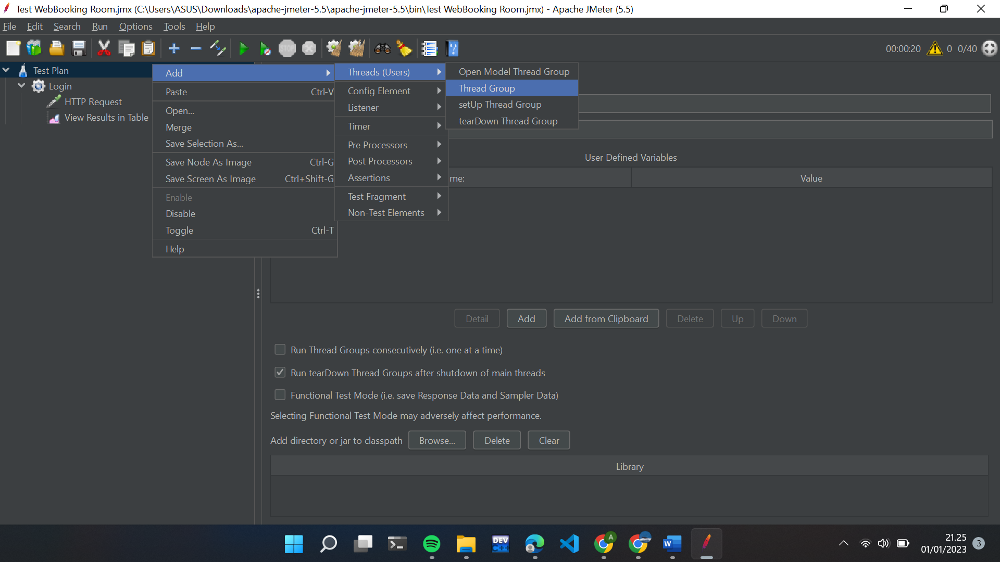 Test WebBooking Room.jmx (C:\Users\ASUS\Downloads\apache-jmeter-5.5\apache-jmeter-5.5\bin\Test WebBooking Room.jmx) - Apache JMeter (5.5)
File Edit Search Run Options Tools Help
STOP
00:00:20 0 0/40
Test Plan
Login
HTTP Request
View Results in Table
Add
Paste Ctrl-V
Open...
Merge
Save Selection As...
Save Node As Image Ctrl-G
Save Screen As Image Ctrl+Shift-G
Enable
Disable
Toggle Ctrl-T
Help
Threads (Users)
Config Element
Listener
Timer
Pre Processors
Post Processors
Assertions
Test Fragment
Non-Test Elements
Open Model Thread Group
Thread Group
setUp Thread Group
tearDown Thread Group
User Defined Variables
me: Value
Detail Add Add from Clipboard Delete Up Down
Run Thread Groups consecutively (i.e. one at a time)
Run tearDown Thread Groups after shutdown of main threads
Functional Test Mode (i.e. save Response Data and Sampler Data)
Selecting Functional Test Mode may adversely affect performance.
Add directory or jar to classpath Browse... Delete Clear
Library
DEV C++
A
W
21.25
01/01/2023
3